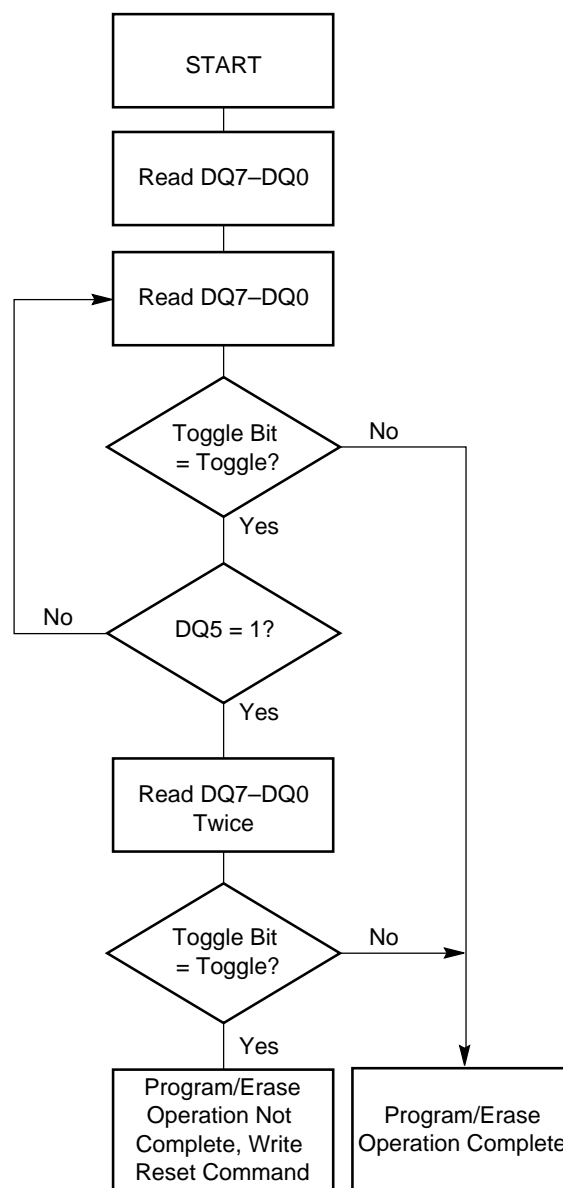 START
Read DQ7–DQ0
Read DQ7–DQ0
Toggle Bit
= Toggle?
No
Yes
No
DQ5 = 1?
Yes
Read DQ7–DQ0
Twice
Toggle Bit
= Toggle?
No
Yes
Program/Erase
Operation Not
Complete, Write
Reset Command
Program/Erase
Operation Complete